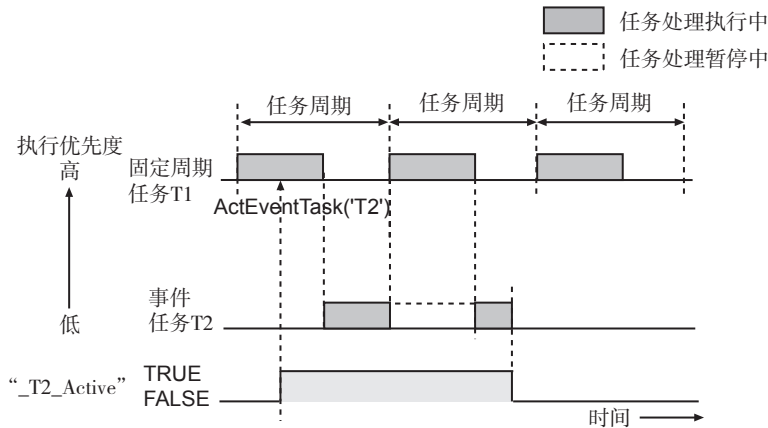 任务处理执行中
任务处理暂停中
任务周期 任务周期 任务周期
执行优先度
高
固定周期
任务T1
ActEventTask('T2')
事件
任务T2
低
“_T2_Active”
TRUE
FALSE
时间